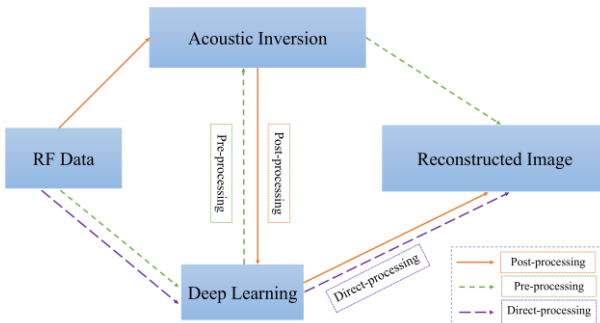 Acoustic Inversion
RF Data
Pre-processing
Post-processing
Reconstructed Image
Deep Learning
Direct-processing
Post-processing
Pre-processing
Direct-processing